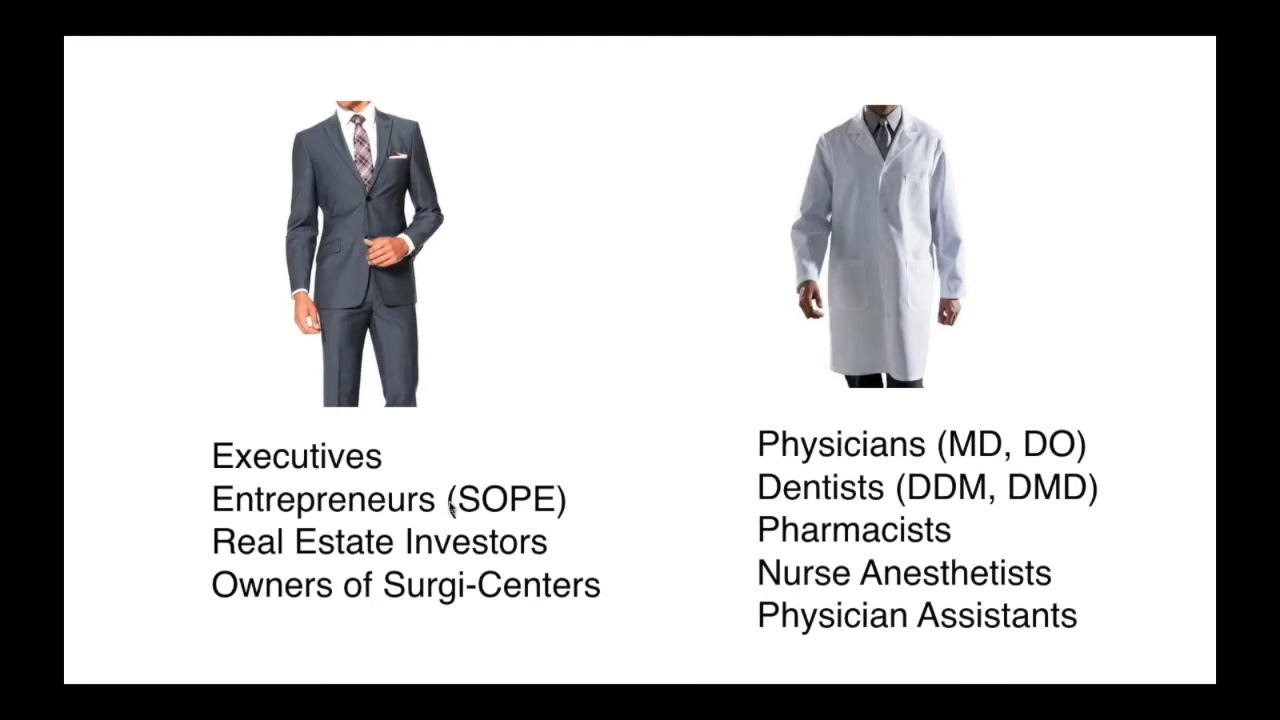 Executives
Entrepreneurs (SOPE)
Real Estate Investors
Owners of Surgi-Centers
Physicians (MD, DO)
Dentists (DDM, DMD)
Pharmacists
Nurse Anesthetists
Physician Assistants